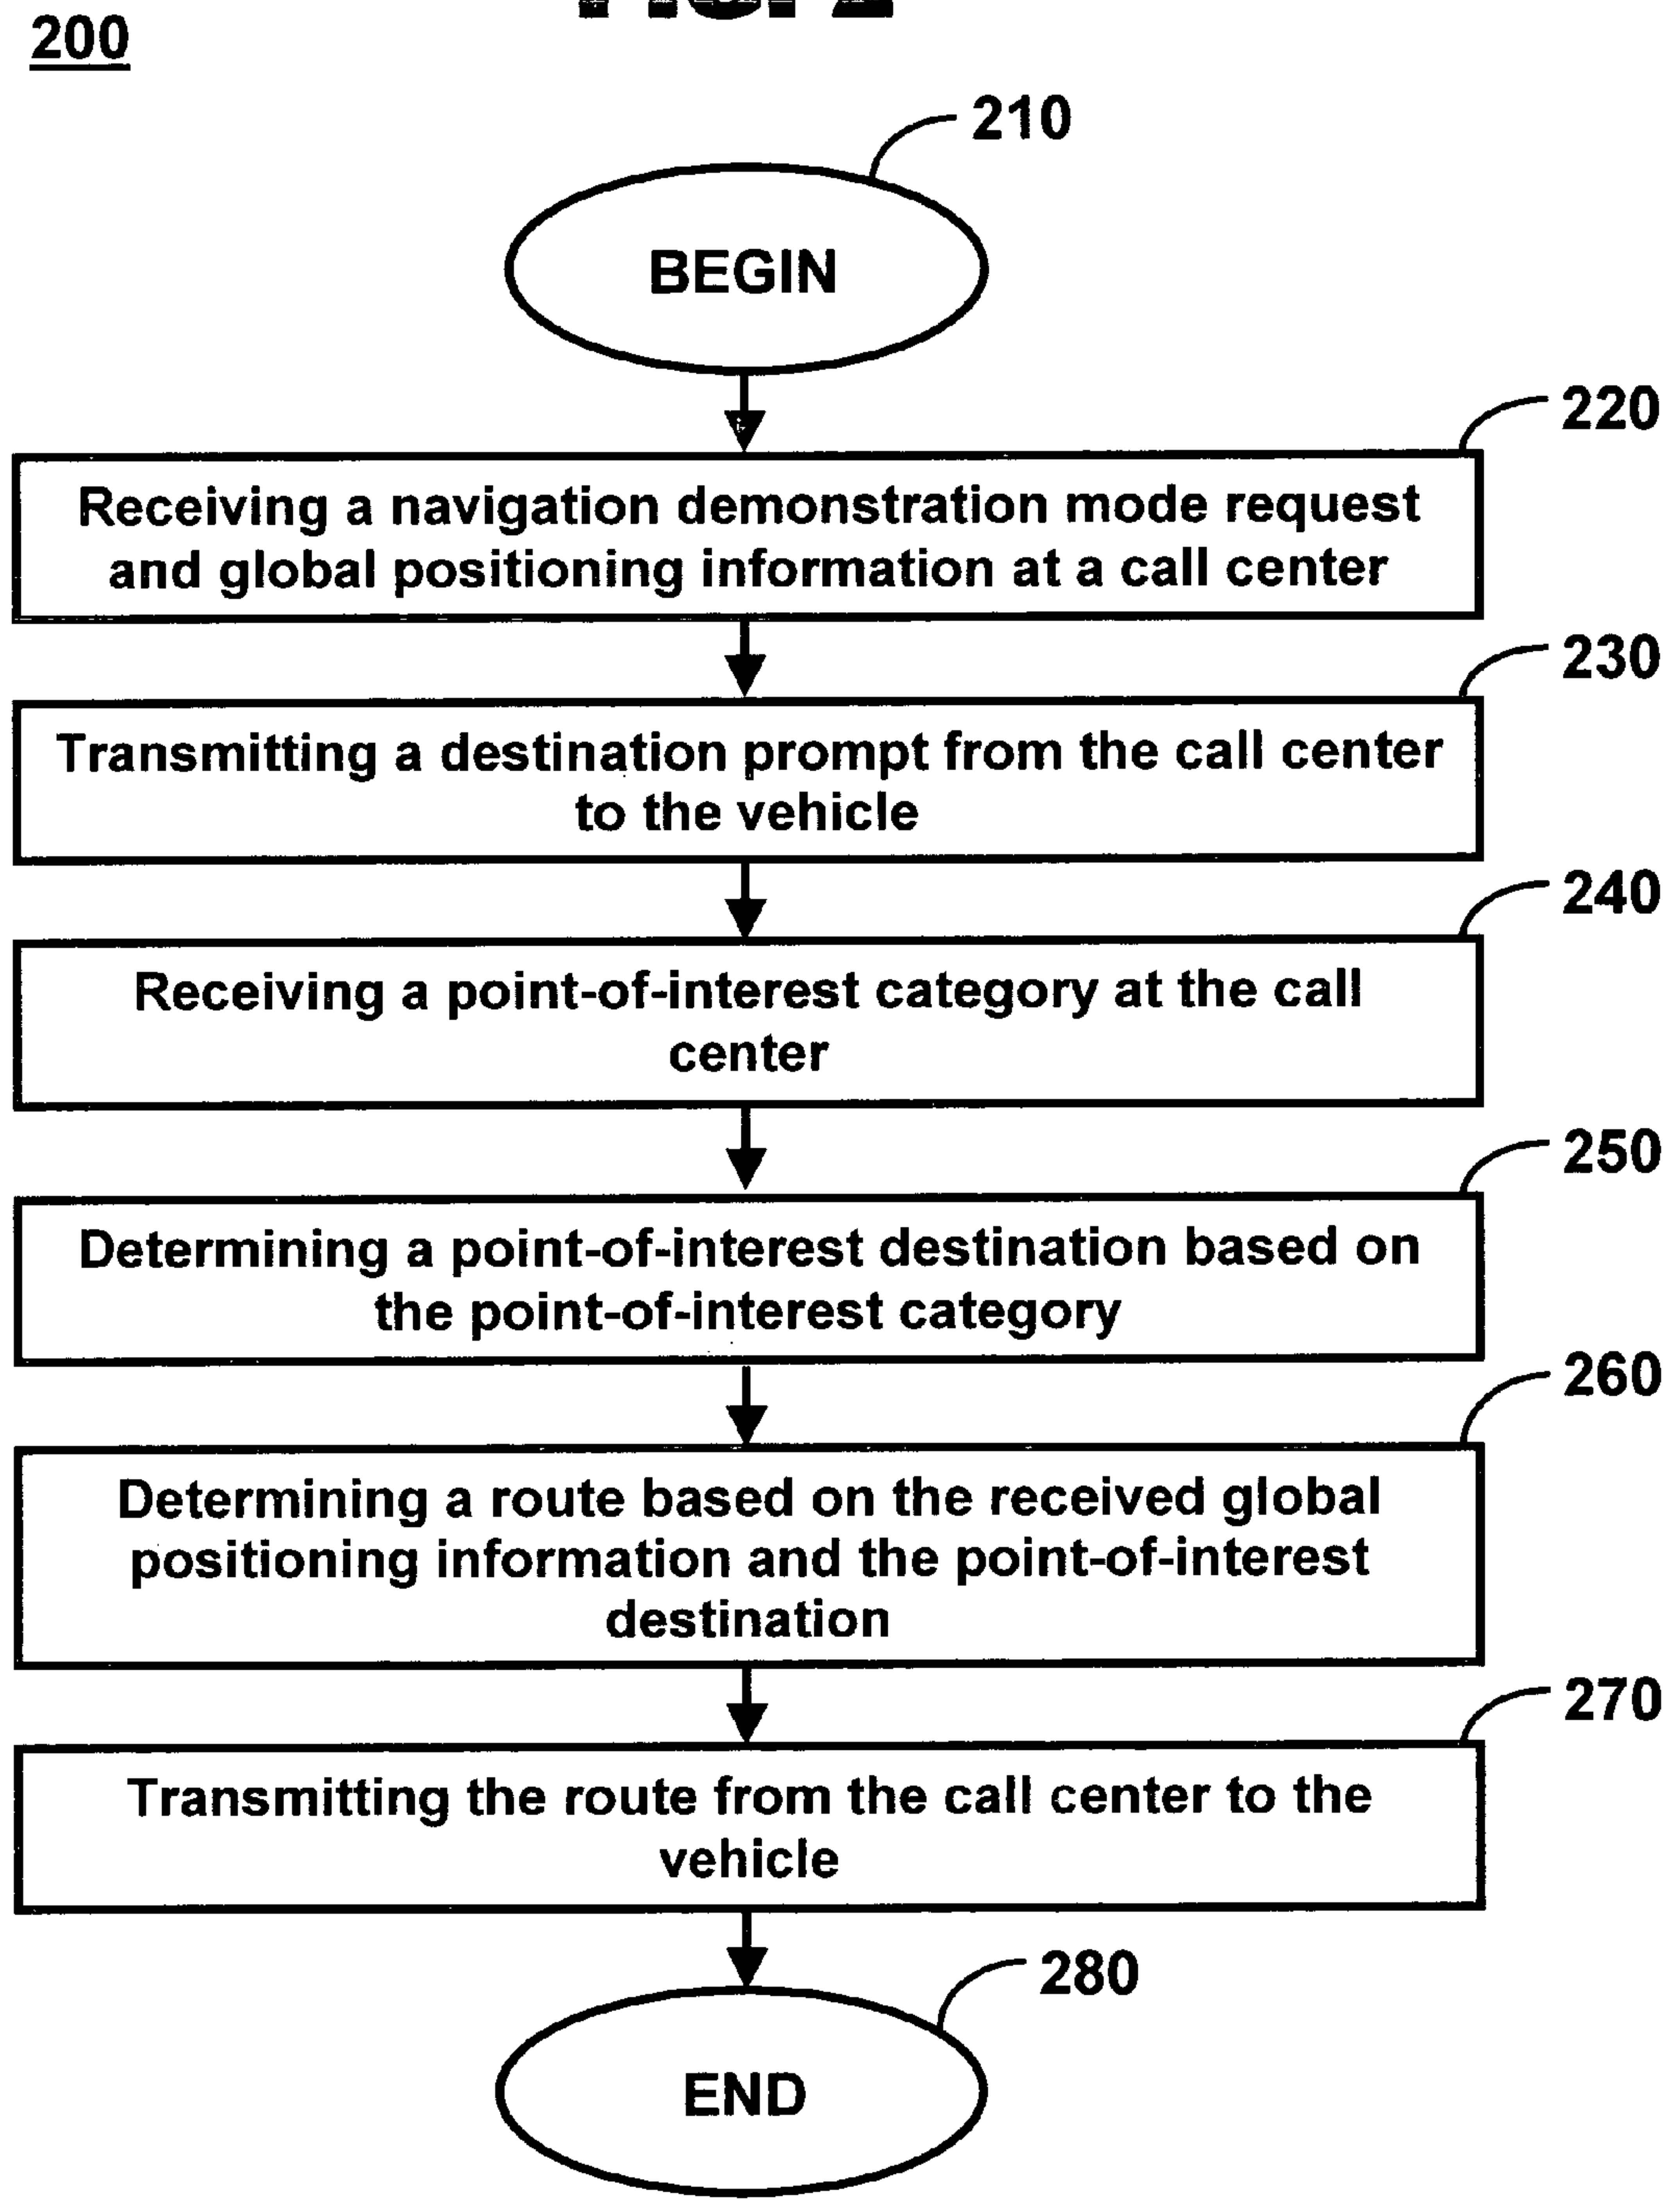 200
210
BEGIN
220
Receiving a navigation demonstration mode request
and global positioning information at a call center
230
Transmitting a destination prompt from the call center
to the vehicle
240
Receiving a point-of-interest category at the call
center
250
Determining a point-of-interest destination based on
the point-of-interest category
260
Determining a route based on the received global
positioning information and the point-of-interest
destination
270
Transmitting the route from the call center to the
vehicle
280
END